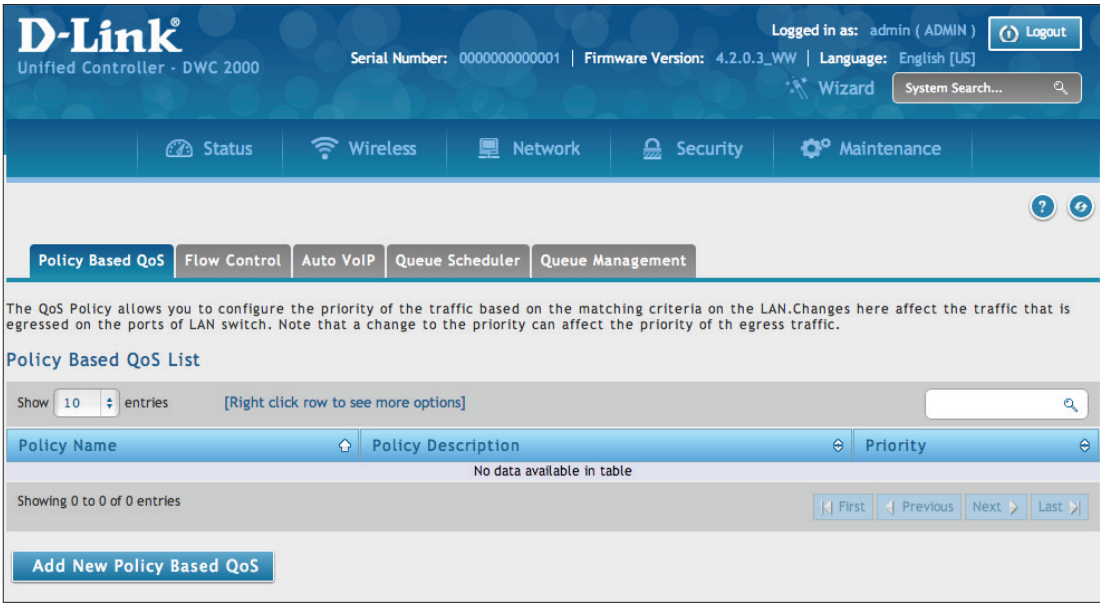 D-Link®
Unified Controller - DWC 2000
Logged in as: admin ( ADMIN ) Logout
Serial Number: 0000000000001 | Firmware Version: 4.2.0.3_WW | Language: English [US]
Wizard System Search...
Status Wireless Network Security Maintenance
?
Policy Based QoS Flow Control Auto VoIP Queue Scheduler Queue Management
The QoS Policy allows you to configure the priority of the traffic based on the matching criteria on the LAN.Changes here affect the traffic that is
egressed on the ports of LAN switch. Note that a change to the priority can affect the priority of th egress traffic.
Policy Based QoS List
Show 10 entries [Right click row to see more options]
Policy Name Policy Description Priority
No data available in table
Showing 0 to 0 of 0 entries First Previous Next Last
Add New Policy Based QoS